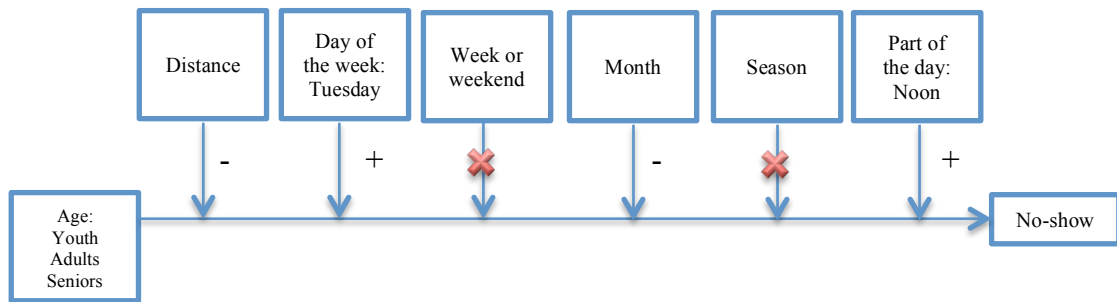 Distance
Day of
the week:
Tuesday
Week or
weekend
Month
Season
Part of
the day:
Noon
-
+
-
+
Age:
Youth
Adults
Seniors
No-show